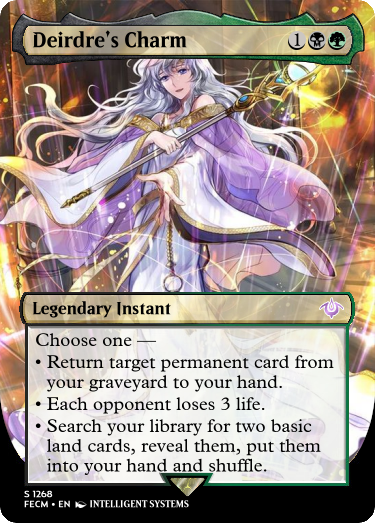 Deirdre's Charm 1
Legendary Instant
Choose one —
• Return target permanent card from
your graveyard to your hand.
• Each opponent loses 3 life.
• Search your library for two basic
land cards, reveal them, put them
into your hand and shuffle.
S 1268
FECM • EN INTELLIGENT SYSTEMS